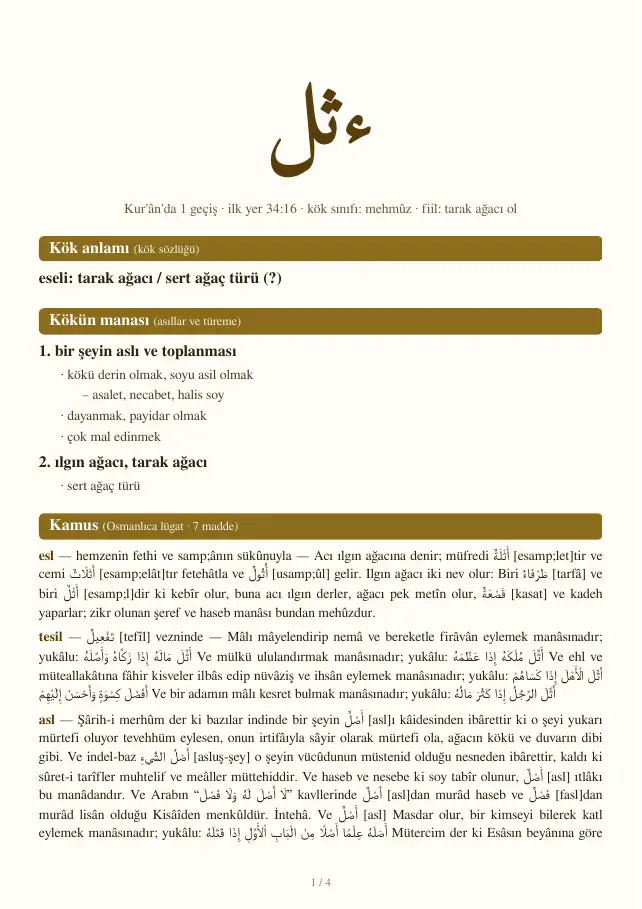 ءثل
Kur'ân'da 1 geçiş · ilk yer 34:16 · kök sınıfı: mehmûz · fiil: tarak ağacı ol
Kök anlamı (kök sözlüğü)
eseli: tarak ağacı / sert ağaç türü (?)
Kökün manası (asıllar ve türeme)
1. bir şeyin aslı ve toplanması
· kökü derin olmak, soyu asil olmak
– asalet, necabet, halis soy
· dayanmak, payidar olmak
· çok mal edinmek
2. ılgın ağacı, tarak ağacı
· sert ağaç türü
Kamus (Osmanlıca lügat · 7 madde)
esl — hemzenin fethi ve samp;ânın sükûnuyla — Acı ılgın ağacına denir; müfredi أَثْلَةٌ [esamp;let]tir ve
cemi أَثَلَاتٌ [esamp;elât]tır fetehâtla ve أُثُولٌ [usamp;ûl] gelir. Ilgın ağacı iki nev olur: Biri طَرْفَاءُ [tarfâ] ve
biri أَثْلٌ [esamp;l]dir ki kebîr olur, buna acı ılgın derler, ağacı pek metîn olur, قَصْعَةٌ [kasat] ve kadeh
yaparlar; zikr olunan şeref ve haseb manâsı bundan mehûzdur.
tesil — تَفْعِيلٌ [tefîl] vezninde — Mâlı mâyelendirip nemâ ve bereketle firâvân eylemek manâsınadır;
yukâlu: أَثَّلَ مَالَهُ إِذَا زَكَّاهُ وَأَصَّلَهُ Ve mülkü ululandırmak manâsınadır; yukâlu: أَثَّلَ مُلْكَهُ إِذَا عَظَّمَهُ Ve ehl ve
müteallakâtına fâhir kisveler ilbâs edip nüvâziş ve ihsân eylemek manâsınadır; yukâlu: أَثَّلَ الْأَهْلَ إِذَا كَسَاهُمْ
أَفْضَلَ كِسْوَةٍ وَأَحْسَنَ إِلَيْهِمْ Ve bir adamın mâlı kesret bulmak manâsınadır; yukâlu: أَثَّلَ الرَّجُلُ إِذَا كَثُرَ مَالُهُ
asl — Şârih-i merhûm der ki bazılar indinde bir şeyin أَصْلٌ [asl]ı kâidesinden ibârettir ki o şeyi yukarı
mürtefi oluyor tevehhüm eylesen, onun irtifâıyla sâyir olarak mürtefi ola, ağacın kökü ve duvarın dibi
gibi. Ve indel-baz أَصْلُ الشَّيْءِ [asluş-şey] o şeyin vücûdunun müstenid olduğu nesneden ibârettir, kaldı ki
sûret-i tarîfler muhtelif ve meâller müttehiddir. Ve haseb ve nesebe ki soy tabîr olunur, أَصْلٌ [asl] ıtlâkı
bu manâdandır. Ve Arabın “لَا أَصْلَ لَهُ وَلَا فَصْلَ” kavllerinde أَصْلٌ [asl]dan murâd haseb ve فَصْلٌ [fasl]dan
murâd lisân olduğu Kisâîden menkûldür. İntehâ. Ve أَصْلٌ [asl] Masdar olur, bir kimseyi bilerek katl
eylemek manâsınadır; yukâlu: أَصَلَهُ عِلْمًا أَصْلًا مِنَ الْبَابِ الْأَوَّلِ إِذَا قَتَلَهُ Mütercim der ki Esâsın beyânına göre
1 / 4